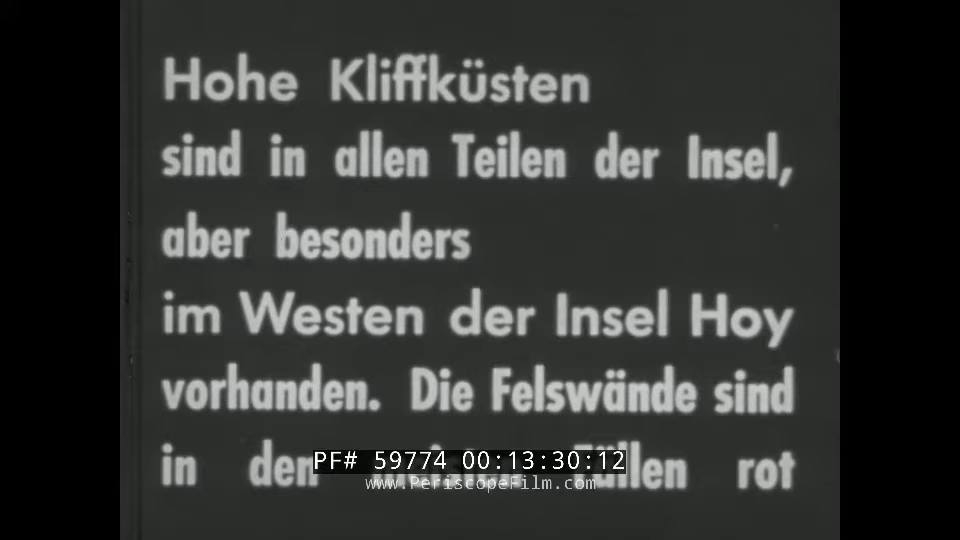 Hohe Kliffküsten
sind in allen Teilen der Insel,
aber besonders
im Westen der Insel Hoy
vorhanden. Die Felswände sind
in den Fällen rot
PF# 59774 00:13:30:12
www.PeriscopeFilm.com